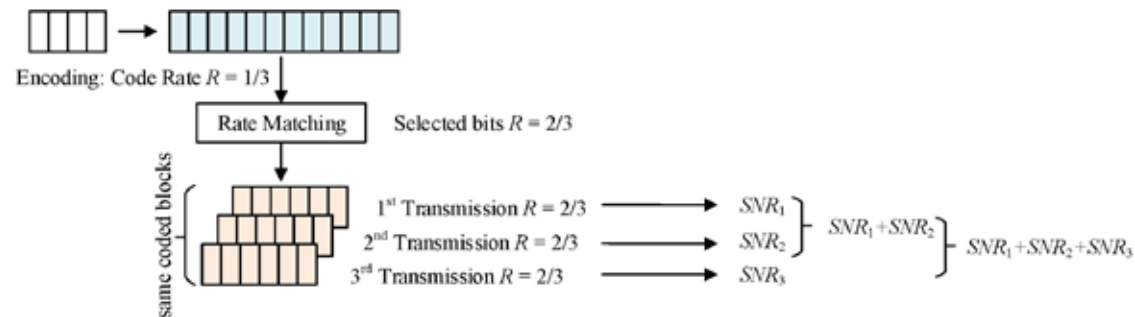 Encoding: Code Rate R = 1/3
Rate Matching
Selected bits R = 2/3
same coded blocks
1st Transmission R = 2/3
SNR1
2nd Transmission R = 2/3
SNR2
3rd Transmission R = 2/3
SNR3
SNR1+SNR2
SNR1+SNR2+SNR3